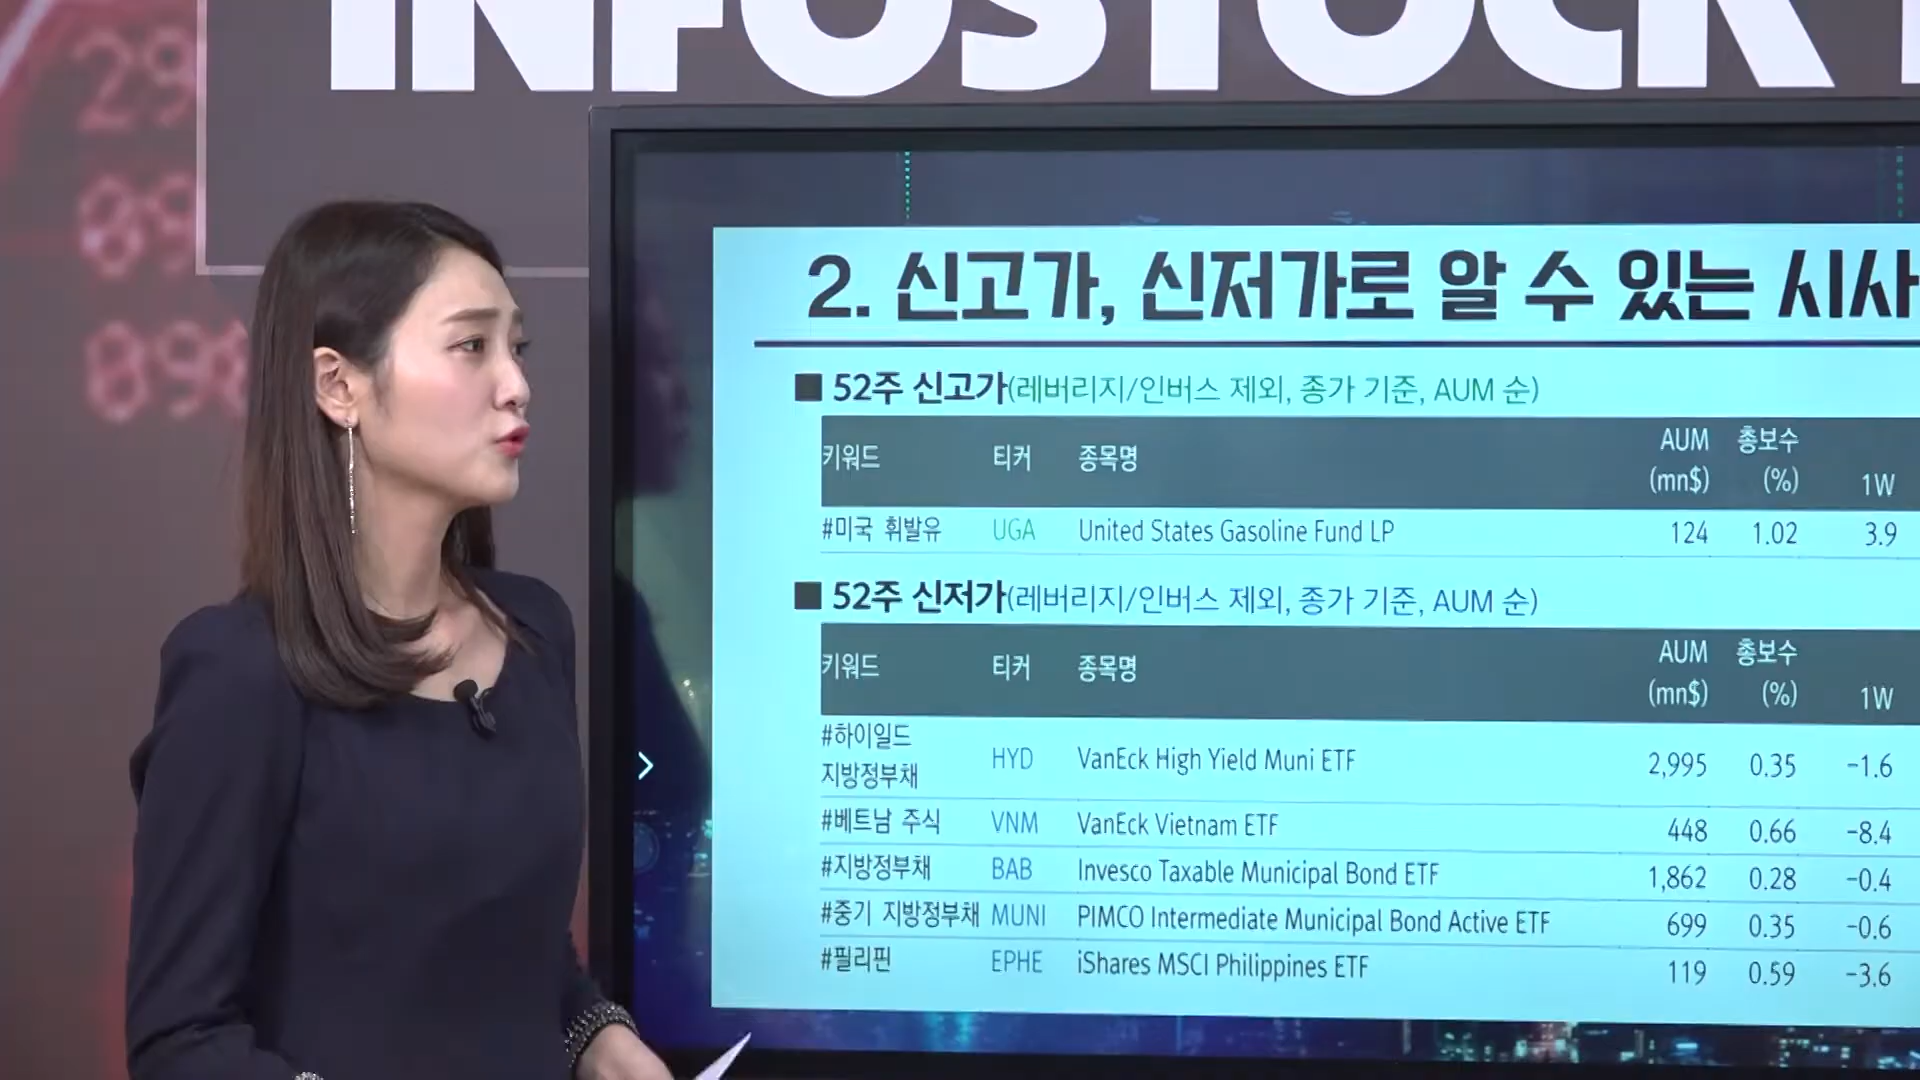 INFOSTOCK
29
89
898
2. 신고가, 신저가로 알 수 있는 시사
■ 52주 신고가(레버리지/인버스 제외, 종가 기준, AUM 순)
키워드 티커 종목명 AUM (mn$) 총보수 (%) 1W
#미국 휘발유 UGA United States Gasoline Fund LP 124 1.02 3.9
■ 52주 신저가(레버리지/인버스 제외, 종가 기준, AUM 순)
키워드 티커 종목명 AUM (mn$) 총보수 (%) 1W
#하이일드 지방정부채 HYD VanEck High Yield Muni ETF 2,995 0.35 -1.6
#베트남 주식 VNM VanEck Vietnam ETF 448 0.66 -8.4
#지방정부채 BAB Invesco Taxable Municipal Bond ETF 1,862 0.28 -0.4
#중기 지방정부채 MUNI PIMCO Intermediate Municipal Bond Active ETF 699 0.35 -0.6
#필리핀 EPHE iShares MSCI Philippines ETF 119 0.59 -3.6